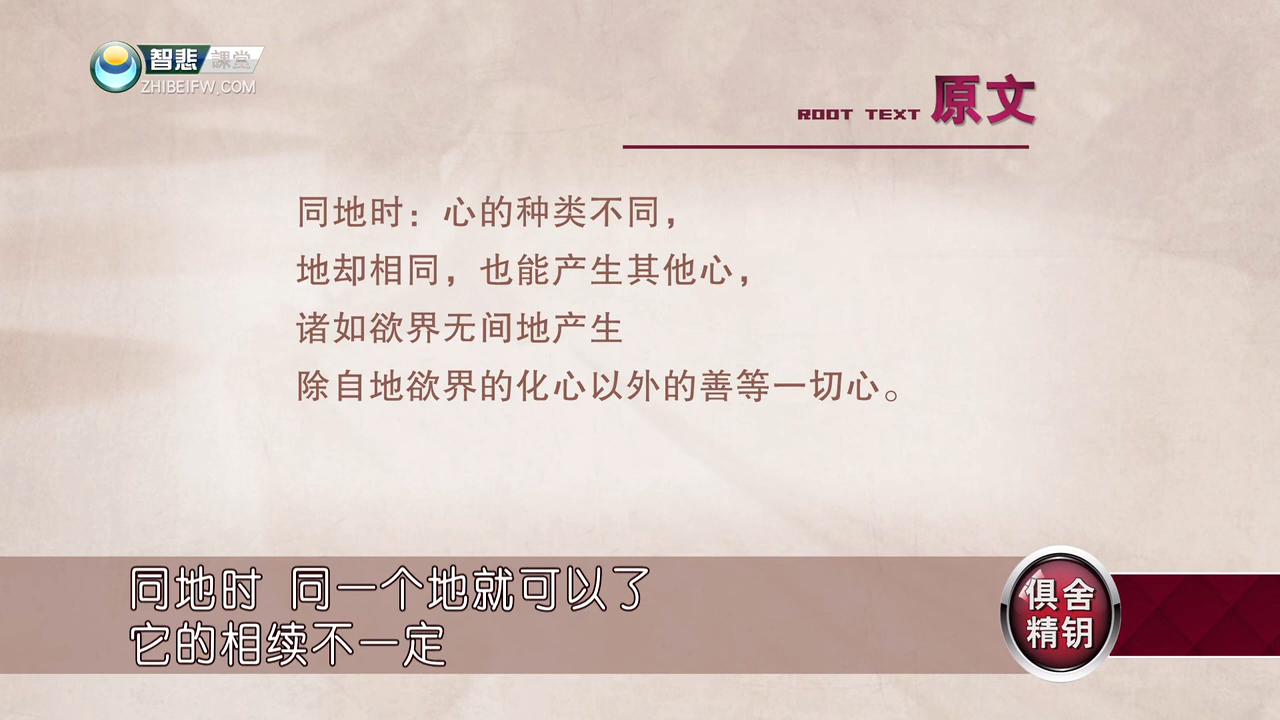 智悲課堂
ZHIBEIFW.COM
ROOT TEXT 原文
同地时：心的种类不同，
地却相同，也能产生其他心，
诸如欲界无间地产生
除自地欲界的化心以外的善等一切心。
同地时 同一个地就可以了
它的相续不一定
俱舍
精钥